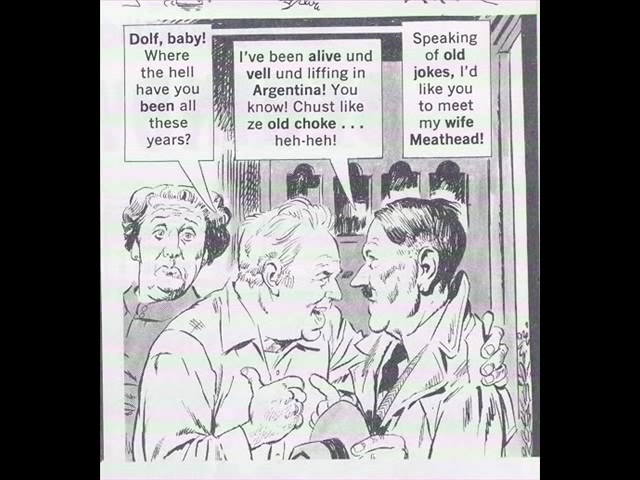 Dolf, baby!
Where
the hell
have you
been all
these
years?
I've been alive und
vell und liffing in
Argentina! You
know! Chust like
ze old choke . . .
heh-heh!
Speaking
of old
jokes, I'd
like you
to meet
my wife
Meathead!